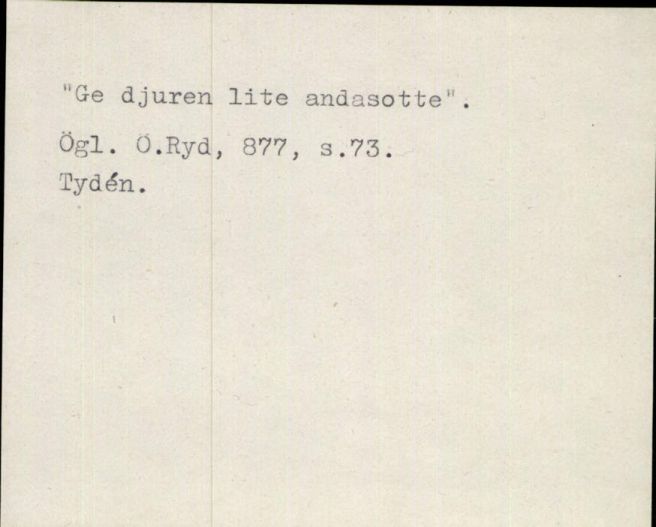 "Ge djuren lite andasotte".
Ögl. Ö.Ryd, 877, s.73.
Tydén.